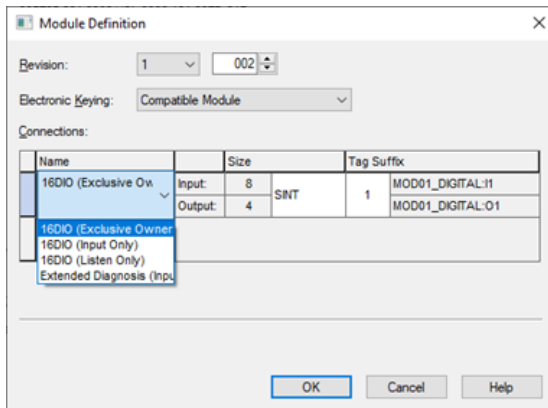 Module Definition
Revision: 1 002
Electronic Keying: Compatible Module
Connections:
Name Size Tag Suffix
16DIO (Exclusive Ow Input: 8 SINT 1 MOD01_DIGITAL:I1
Output: 4 MOD01_DIGITAL:O1
16DIO (Exclusive Owner
16DIO (Input Only)
16DIO (Listen Only)
Extended Diagnosis (Inpu
OK Cancel Help